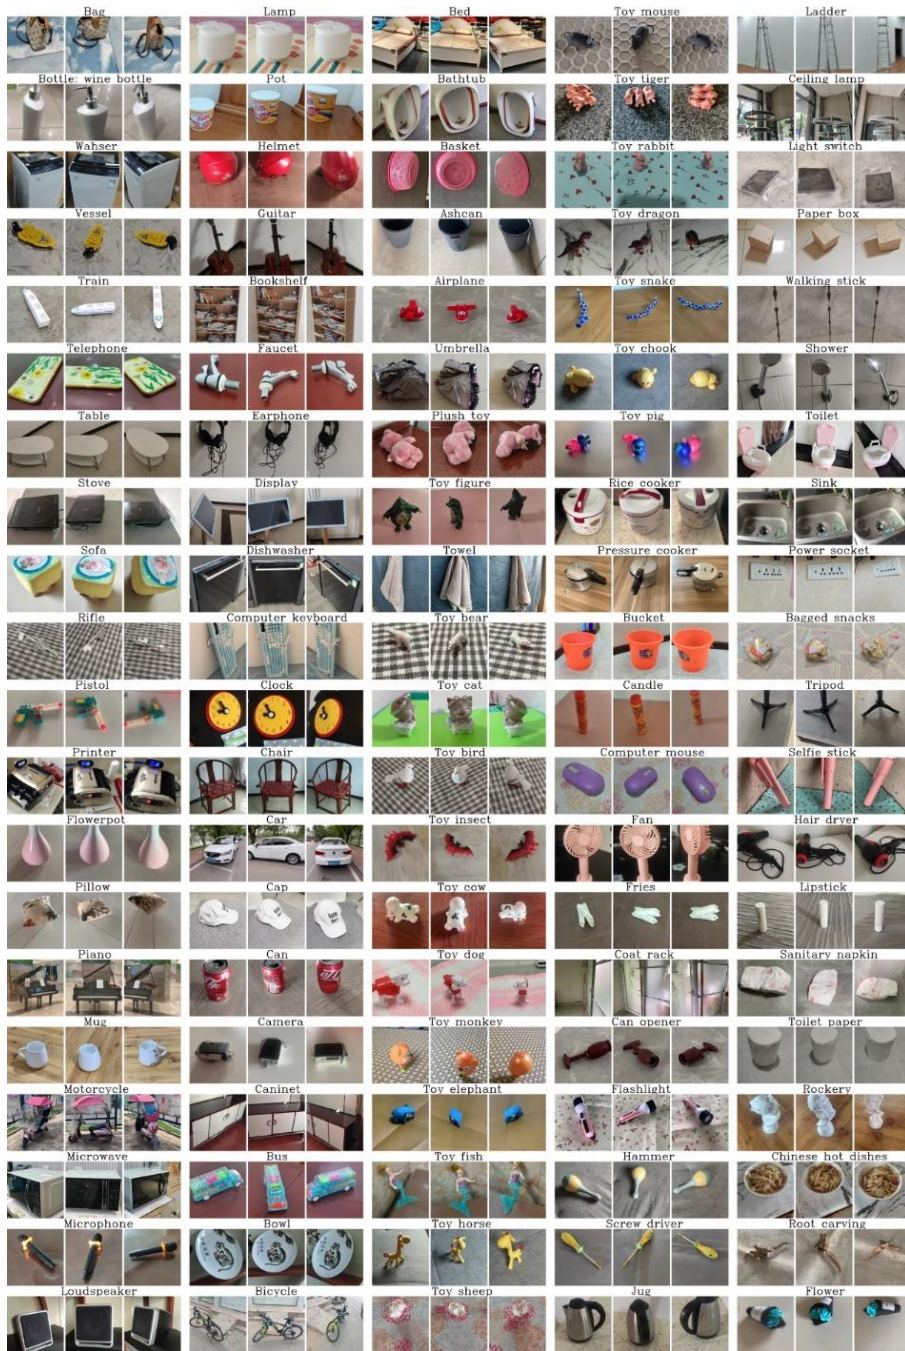 Bag Lamp Bed Toy mouse Ladder
Bottle: wine bottle Pot Bathtub Toy tiger Ceiling lamp
Wahser Helmet Basket Toy rabbit Light switch
Vessel Guitar Ashcan Toy dragon Paper box
Train Bookshelf Airplane Toy snake Walking stick
Telephone Faucet Umbrella Toy chook Shower
Table Earphone Plush toy Toy pig Toilet
Stove Display Toy figure Rice cooker Sink
Sofa Dishwasher Towel Pressure cooker Power socket
Rifle Computer keyboard Toy bear Bucket Bagged snacks
Pistol Clock Toy cat Candle Tripod
Printer Chair Toy bird Computer mouse Selfie stick
Flowerpot Car Toy insect Fan Hair dryer
Pillow Cap Toy cow Fries Lipstick
Piano Can Toy dog Coat rack Sanitary napkin
Mug Camera Toy monkey Can opener Toilet paper
Motorcycle Caninet Toy elephant Flashlight Rockery
Microwave Bus Toy fish Hammer Chinese hot dishes
Microphone Bowl Toy horse Screw driver Root carving
Loudspeaker Bicycle Toy sheep Jug Flower